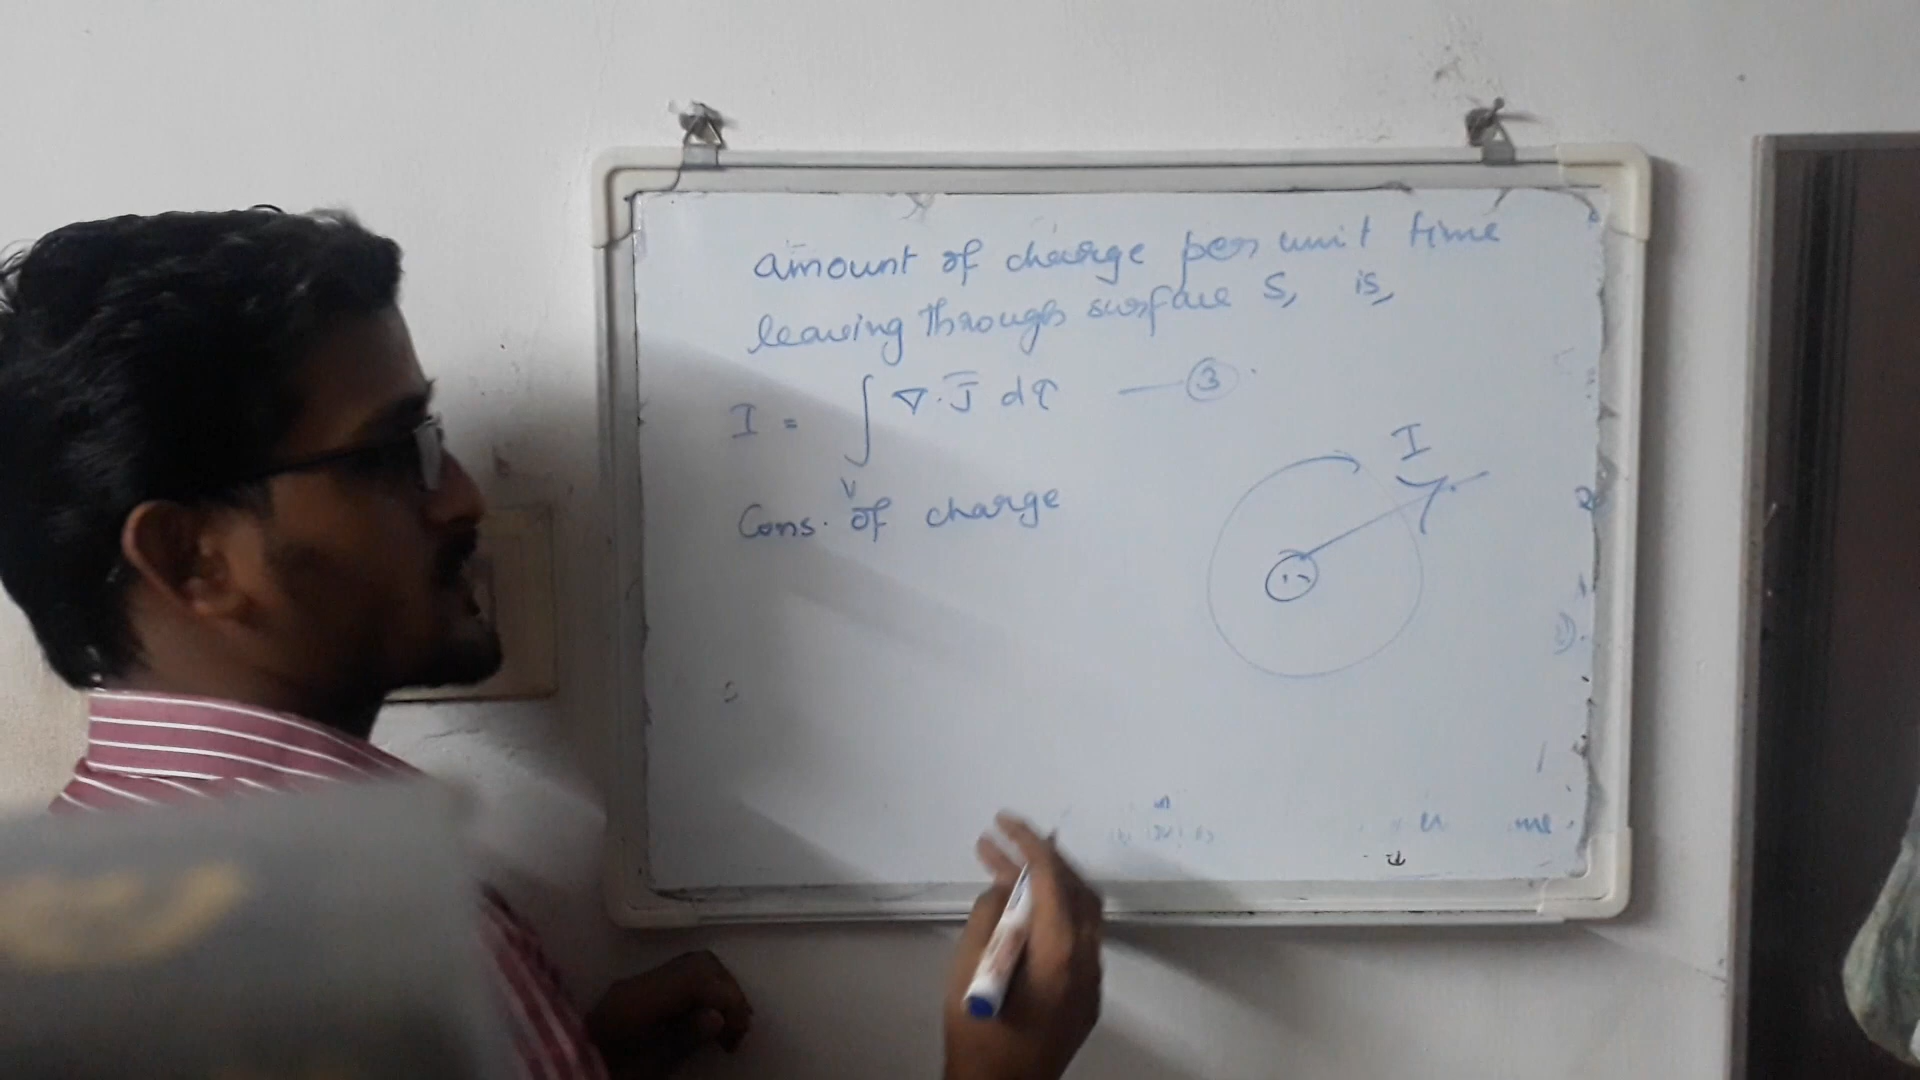 amount of charge per unit time
leaving through surface S, is,
I = ∫ ∇·J̅ dτ — ③
V
Cons. of charge
I